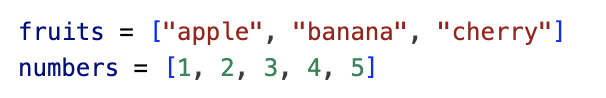 fruits = ["apple", "banana", "cherry"]
numbers = [1, 2, 3, 4, 5]